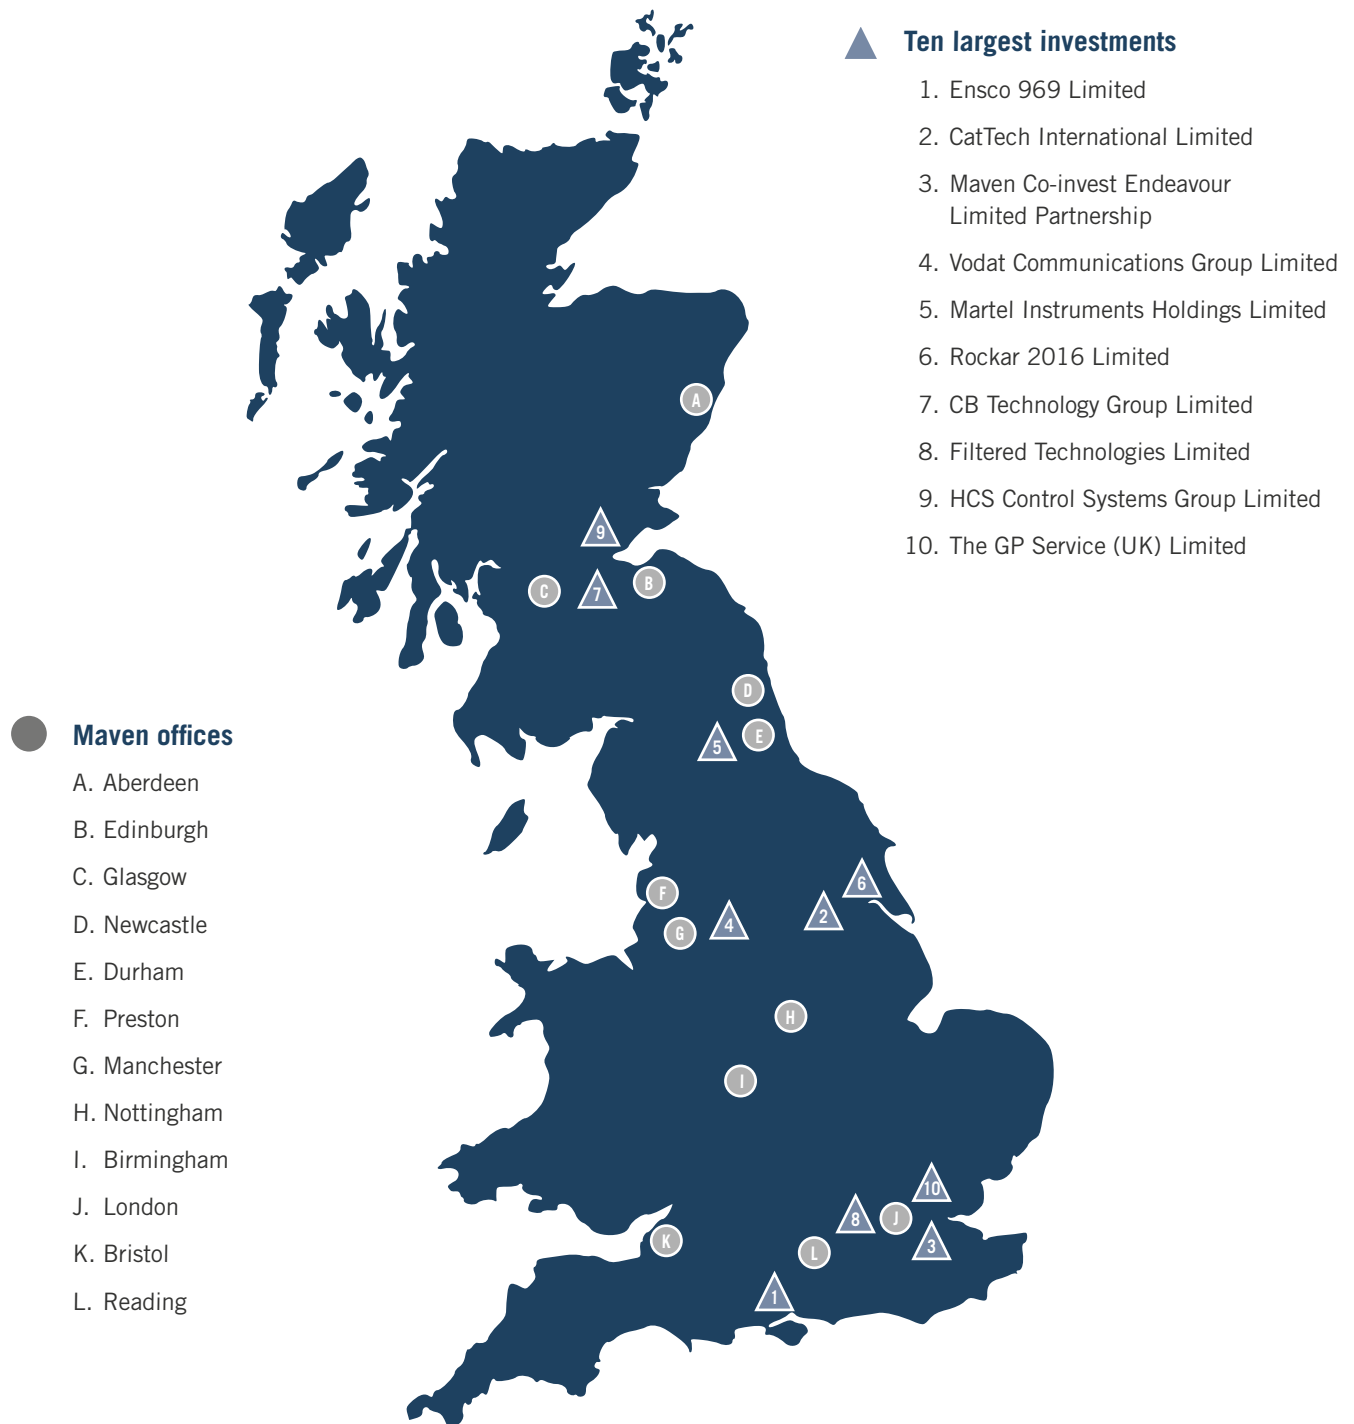 Ten largest investments
1. Ensco 969 Limited
2. CatTech International Limited
3. Maven Co-invest Endeavour
Limited Partnership
4. Vodat Communications Group Limited
5. Martel Instruments Holdings Limited
6. Rockar 2016 Limited
7. CB Technology Group Limited
8. Filtered Technologies Limited
9. HCS Control Systems Group Limited
10. The GP Service (UK) Limited
A
9
B
C
7
D
E
5
Maven offices
A. Aberdeen
B. Edinburgh
C. Glasgow
D. Newcastle
E. Durham
F. Preston
G. Manchester
H. Nottingham
I. Birmingham
J. London
K. Bristol
L. Reading
6
F
2
4
G
H
I
10
8
J
K
3
L
1